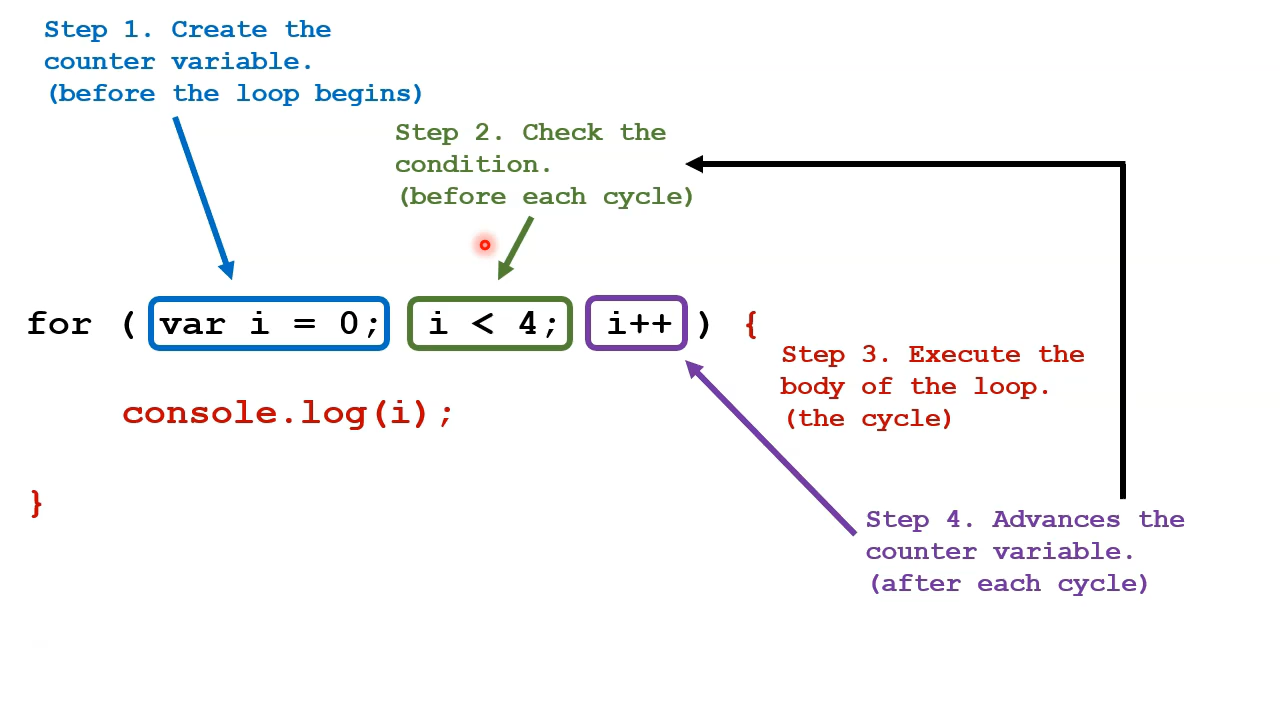 Step 1. Create the
counter variable.
(before the loop begins)
Step 2. Check the
condition.
(before each cycle)
for ( var i = 0; i < 4; i++ ) {
Step 3. Execute the
body of the loop.
(the cycle)
console.log(i);
}
Step 4. Advances the
counter variable.
(after each cycle)